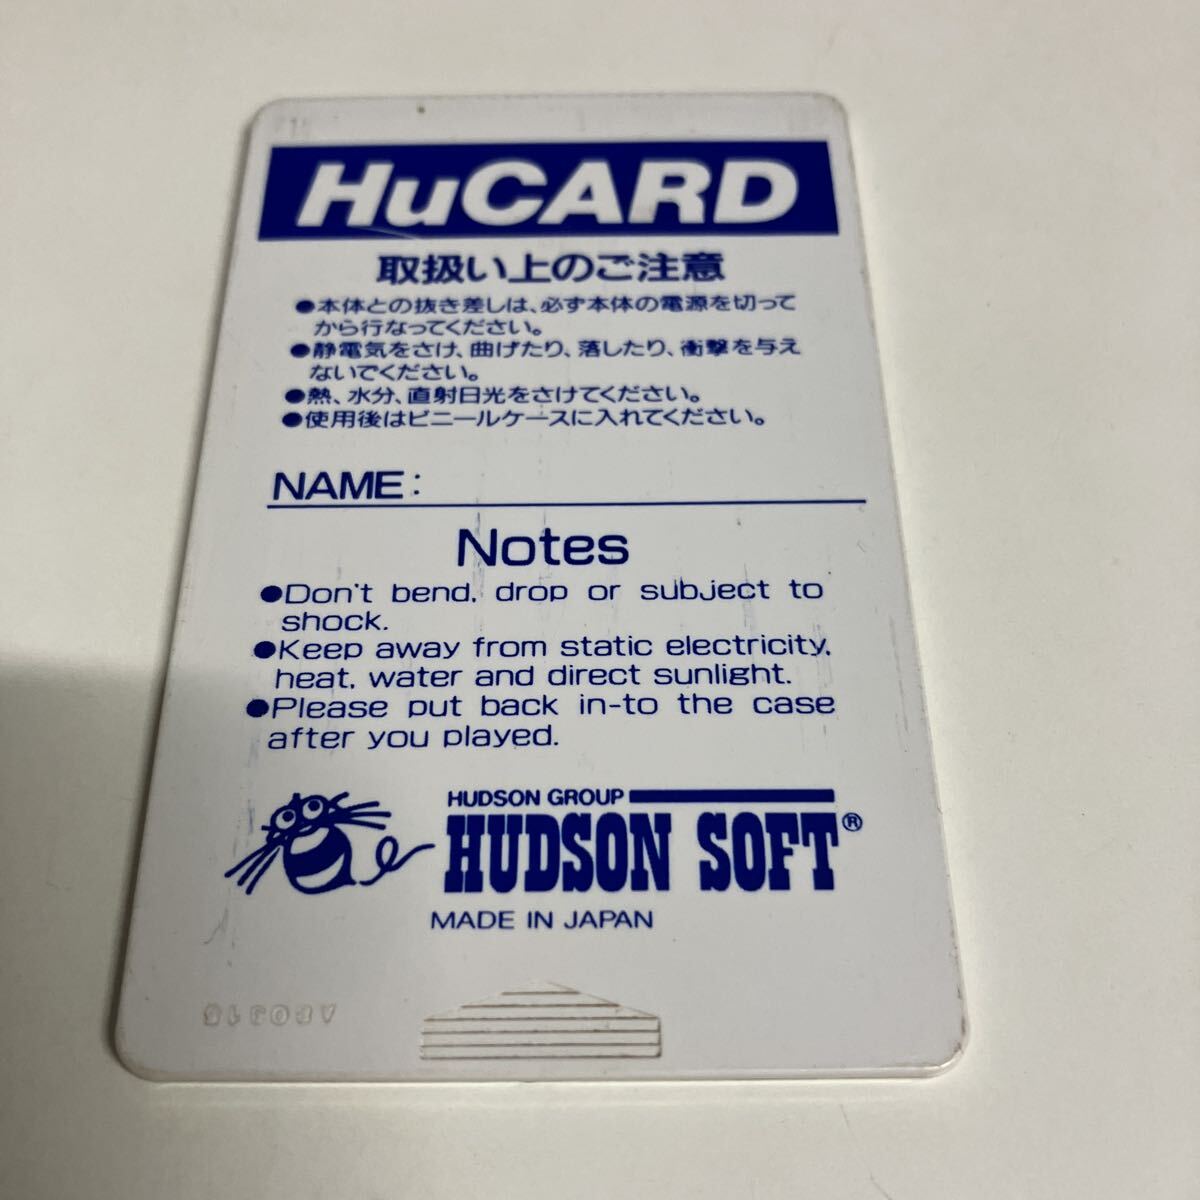 HuCARD
取扱い上のご注意
●本体との抜き差しは、必ず本体の電源を切って
から行なってください。
●静電気をさけ、曲げたり、落したり、衝撃を与え
ないでください。
●熱、水分、直射日光をさけてください。
●使用後はビニールケースに入れてください。
NAME:
Notes
●Don't bend, drop or subject to
shock.
●Keep away from static electricity,
heat, water and direct sunlight.
●Please put back in-to the case
after you played.
HUDSON GROUP
HUDSON SOFT®
MADE IN JAPAN